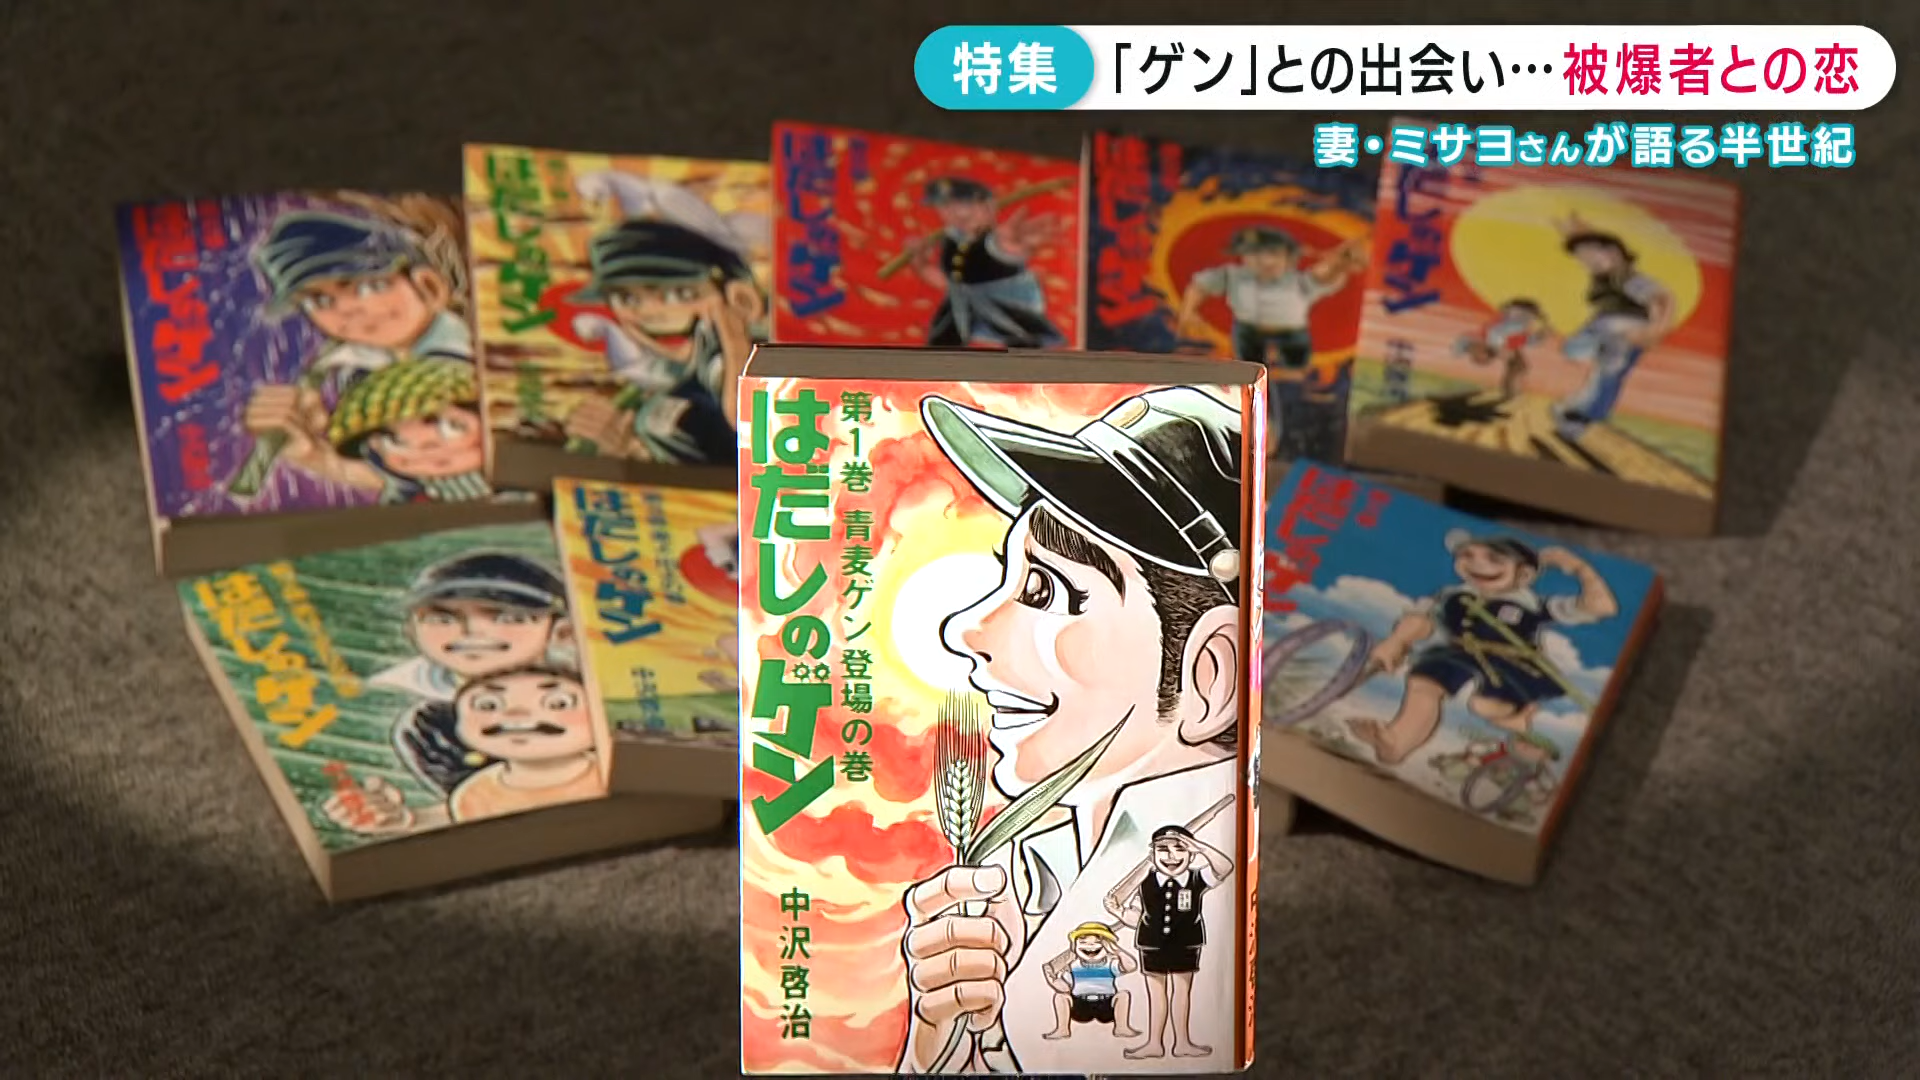 特集
「ゲン」との出会い…被爆者との恋
妻・ミサヨさんが語る半世紀
はだしのゲン
はだしのゲン
はだしのゲン
はだしのゲン
はだしのゲン
はだしのゲン
はだしのゲン
はだしのゲン
第1巻 青麦ゲン登場の巻
はだしのゲン
中沢啓治